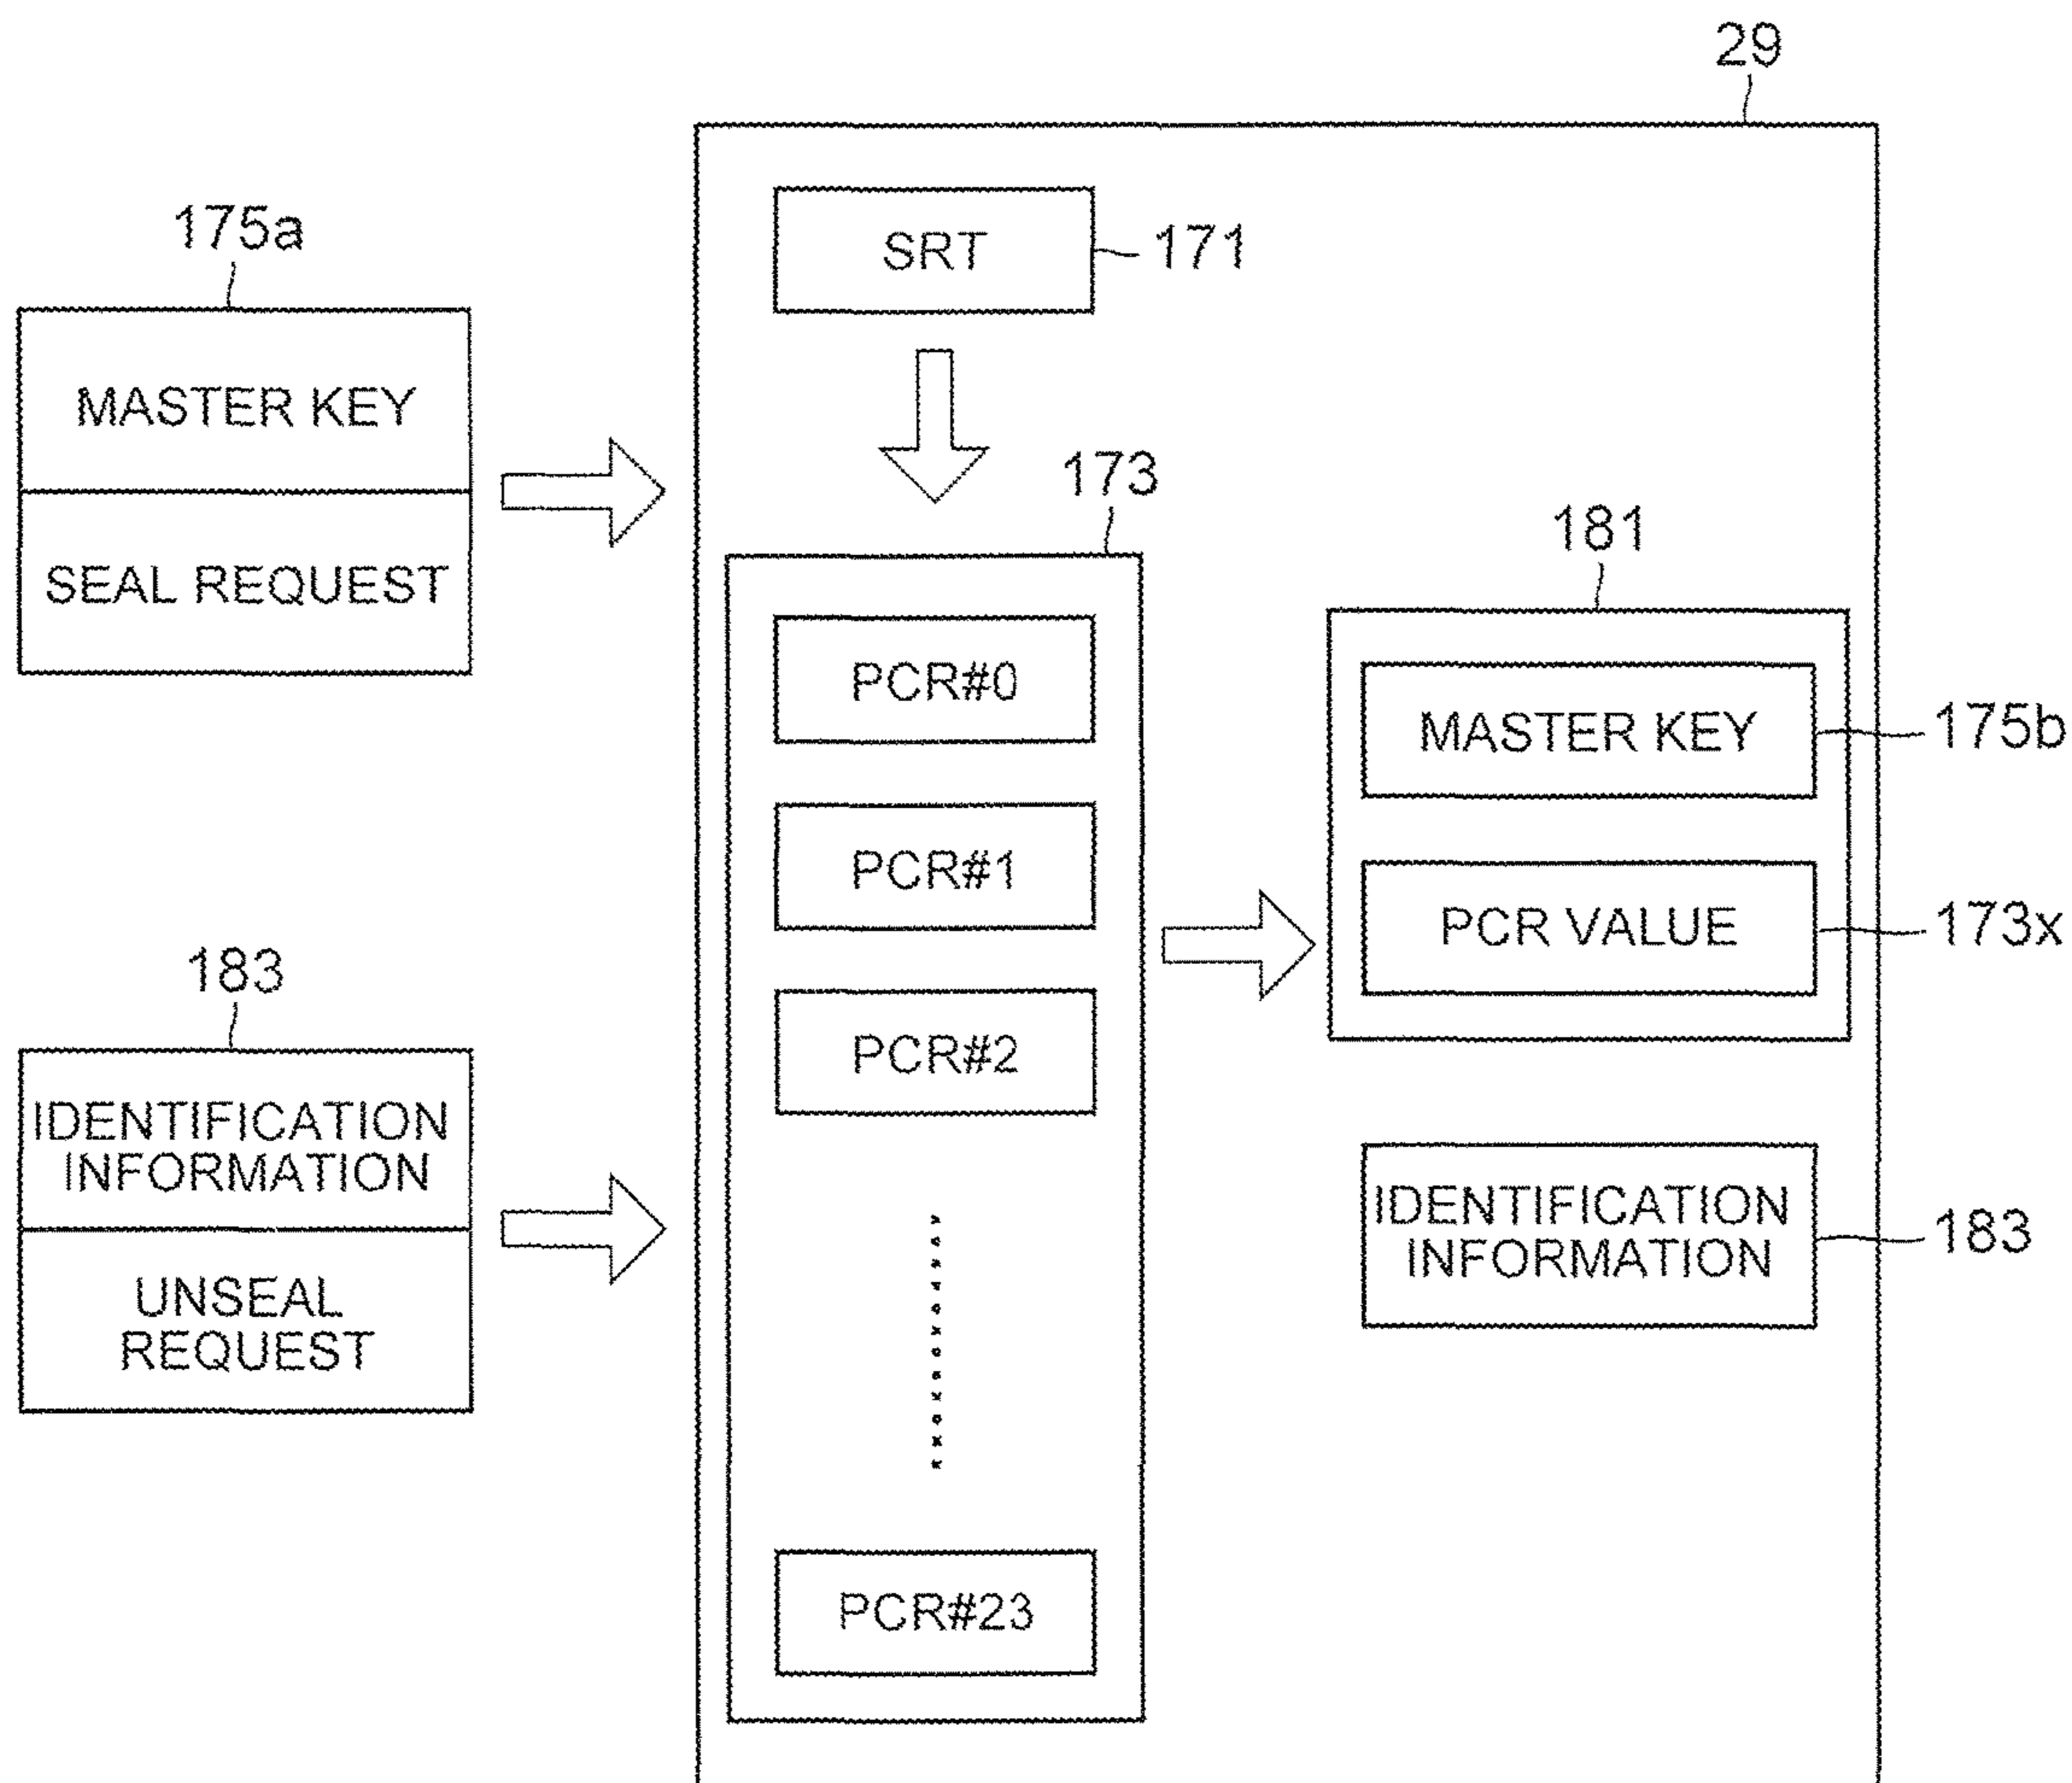 29
175a
MASTER KEY
SEAL REQUEST
SRT
171
173
PCR#0
PCR#1
PCR#2
PCR#23
181
MASTER KEY
175b
PCR VALUE
173x
183
IDENTIFICATION
INFORMATION
UNSEAL
REQUEST
IDENTIFICATION
INFORMATION
183